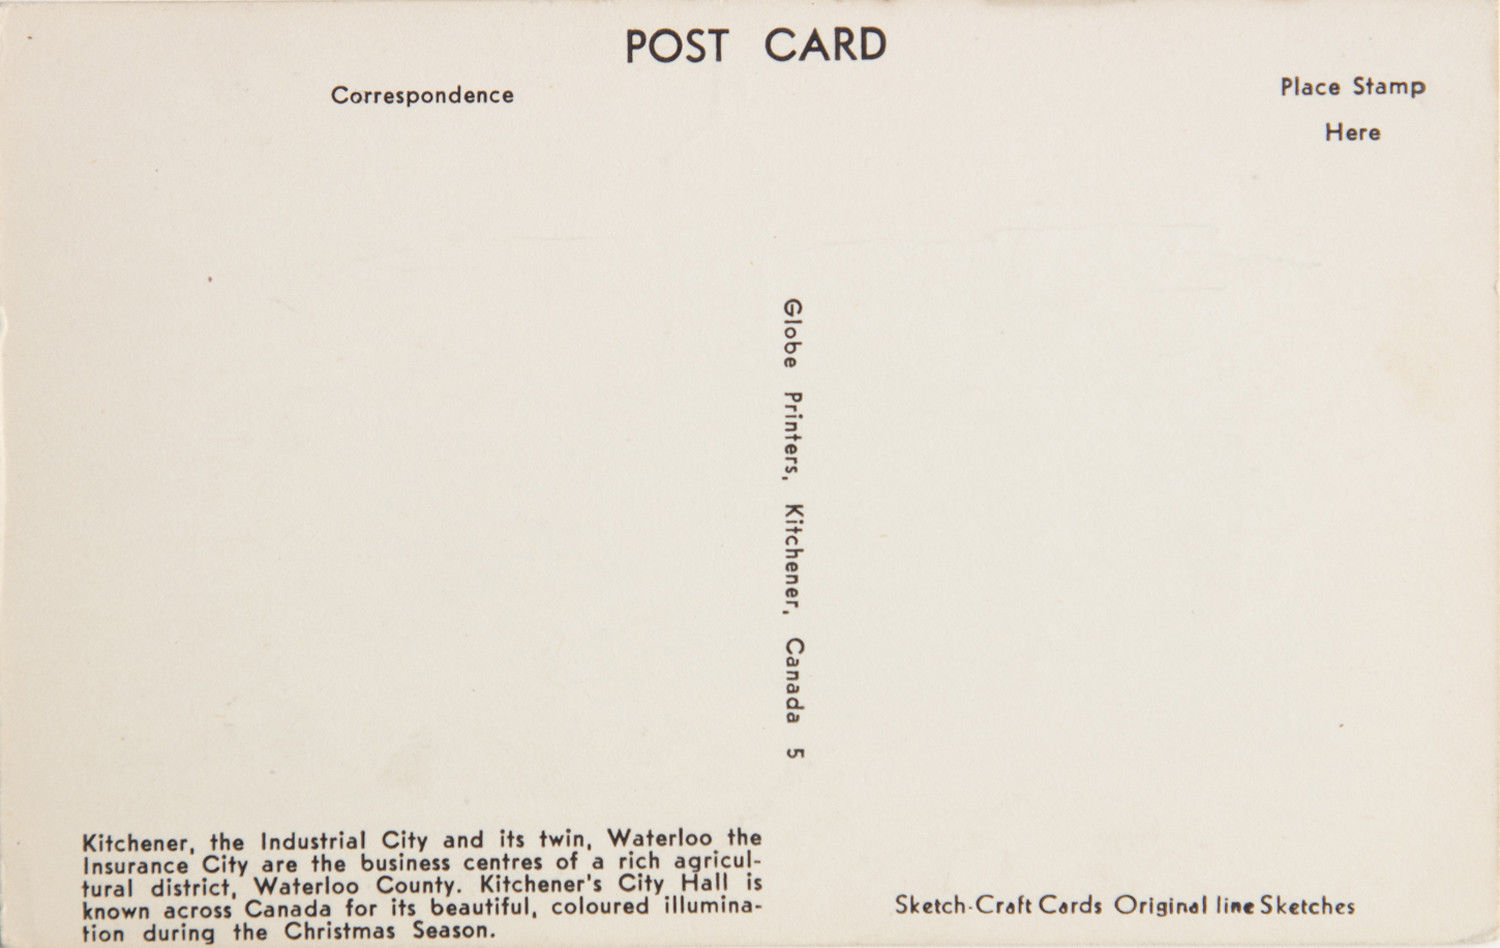 POST CARD
Correspondence
Place Stamp
Here
Globe Printers, Kitchener, Canada 5
Kitchener, the Industrial City and its twin, Waterloo the
Insurance City are the business centres of a rich agricul-
tural district, Waterloo County. Kitchener's City Hall is
known across Canada for its beautiful, coloured illumina-
tion during the Christmas Season.
Sketch-Craft Cards Original line Sketches